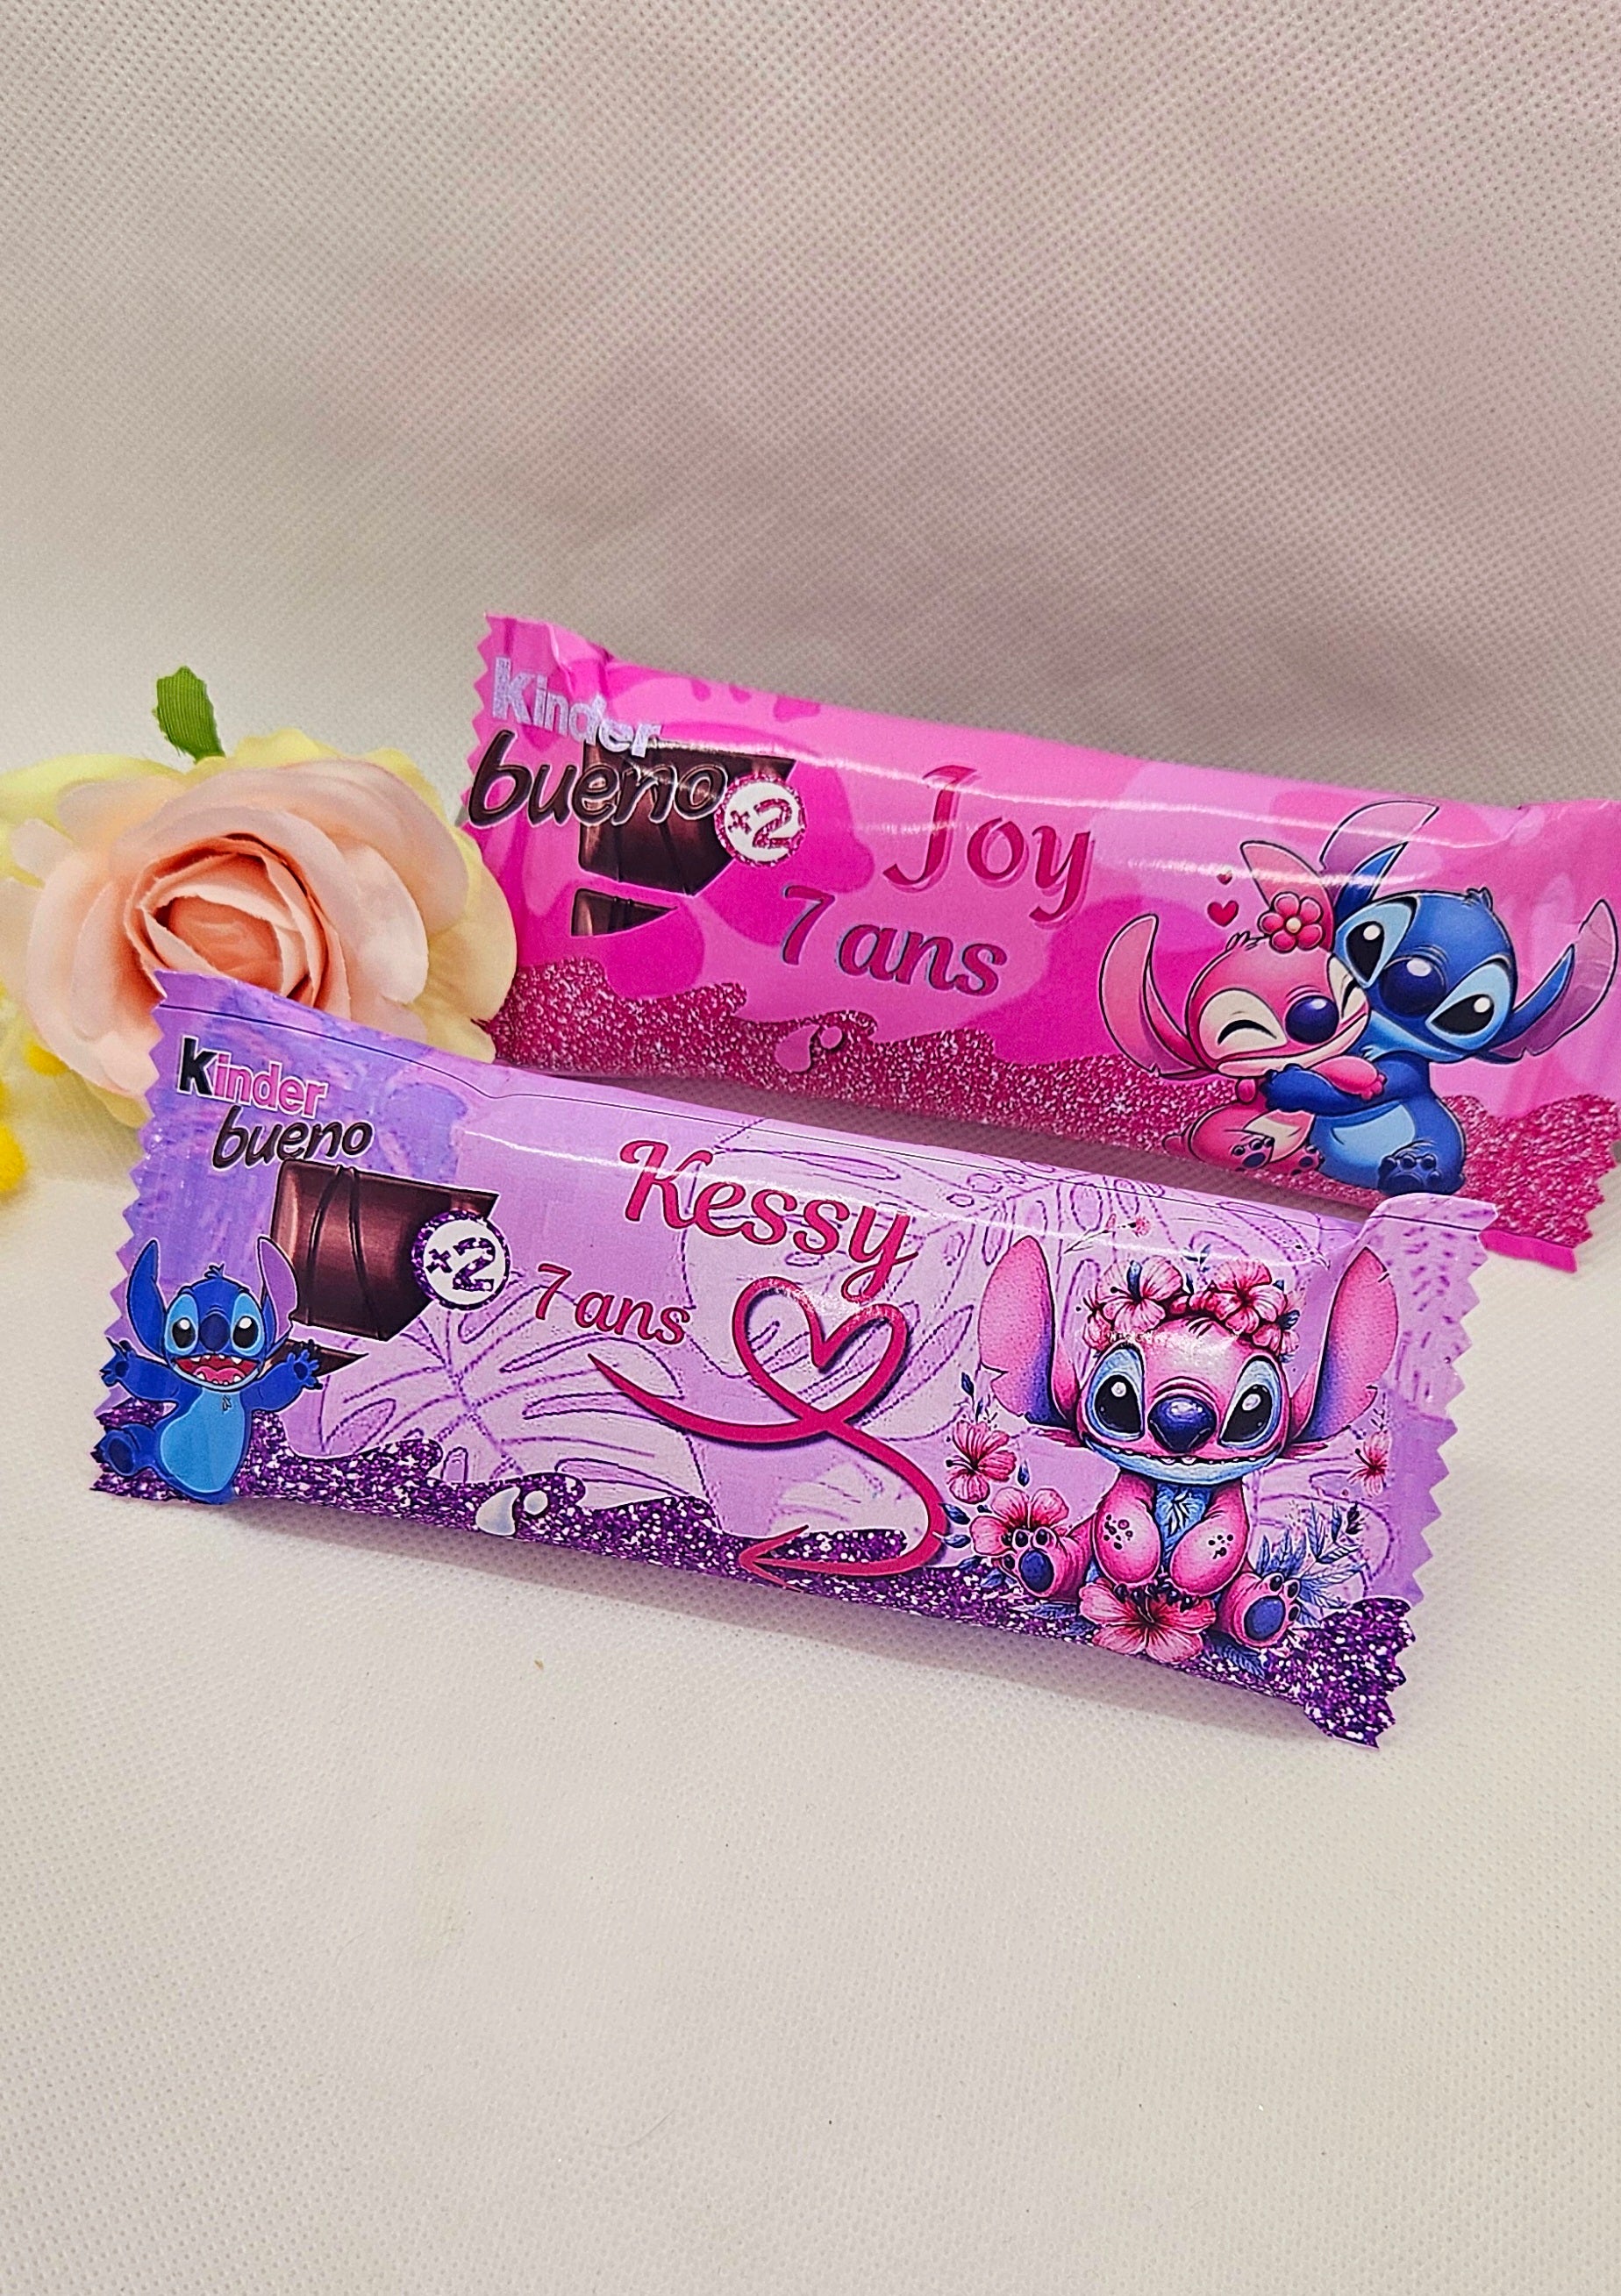 Kinder
bueno
x2
Joy
7 ans
Kinder
bueno
x2
Kessy
7 ans